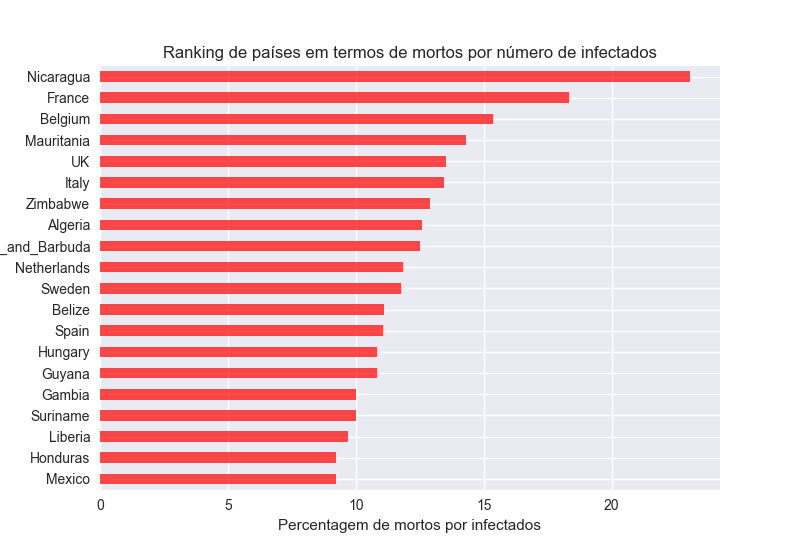 Ranking de países em termos de mortos por número de infectados
Nicaragua
France
Belgium
Mauritania
UK
Italy
Zimbabwe
Algeria
_and_Barbuda
Netherlands
Sweden
Belize
Spain
Hungary
Guyana
Gambia
Suriname
Liberia
Honduras
Mexico
0 5 10 15 20
Percentagem de mortos por infectados